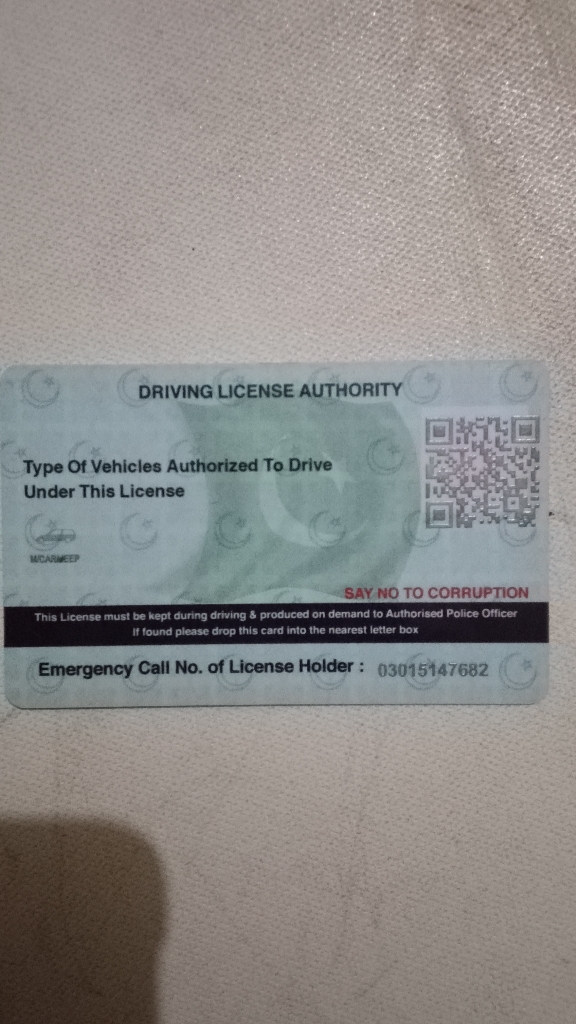 DRIVING LICENSE AUTHORITY
Type Of Vehicles Authorized To Drive
Under This License
M/CAR/JEEP
SAY NO TO CORRUPTION
This License must be kept during driving & produced on demand to Authorised Police Officer
If found please drop this card into the nearest letter box
Emergency Call No. of License Holder : 03015147682